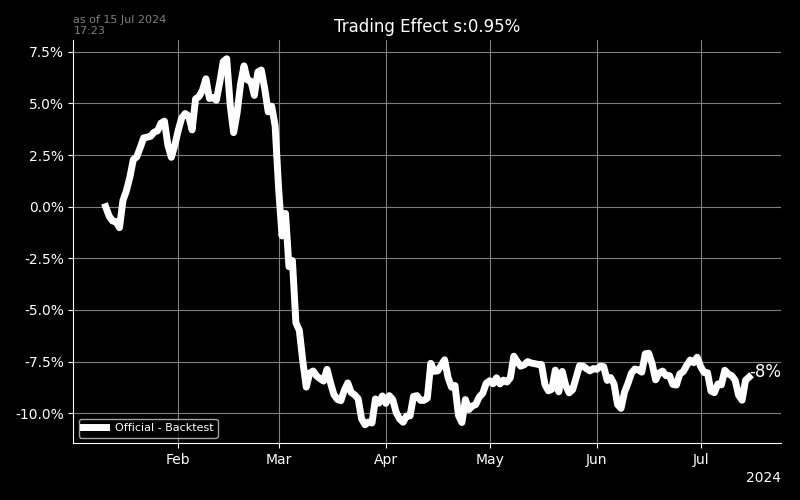 as of 15 Jul 2024
17:23
Trading Effect s:0.95%
7.5%
5.0%
2.5%
0.0%
-2.5%
-5.0%
-7.5%
-10.0%
-8%
Official - Backtest
Feb Mar Apr May Jun Jul
2024